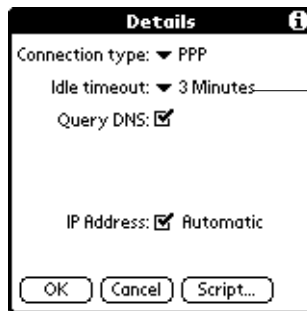 Details
Connection type: PPP
Idle timeout: 3 Minutes
Query DNS:
IP Address: Automatic
OK Cancel Script...